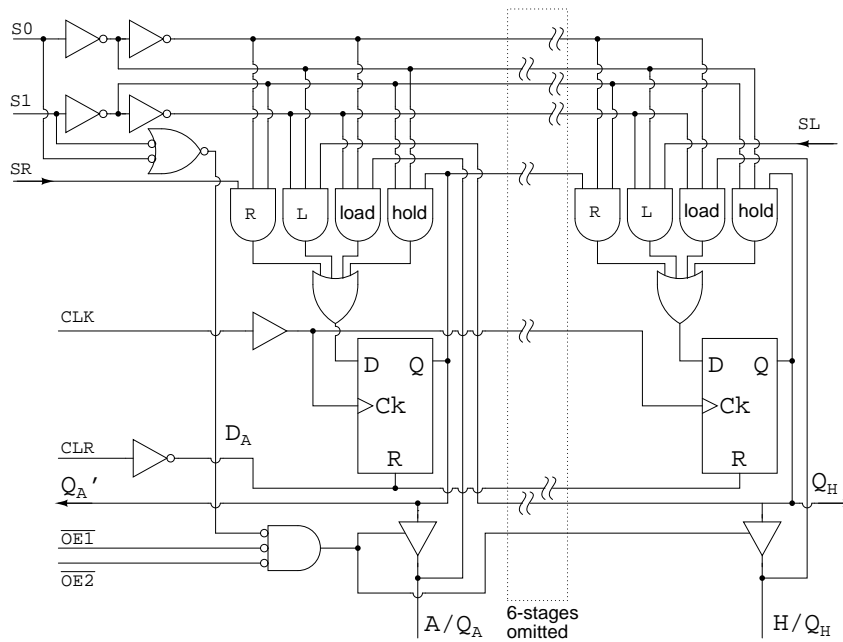 S0
S1
SL
SR
R
L
load
hold
R
L
load
hold
CLK
D Q
Ck
R
D Q
Ck
R
D_A
CLR
Q_A'
Q_H
OE1
OE2
A/Q_A
6-stages
omitted
H/Q_H